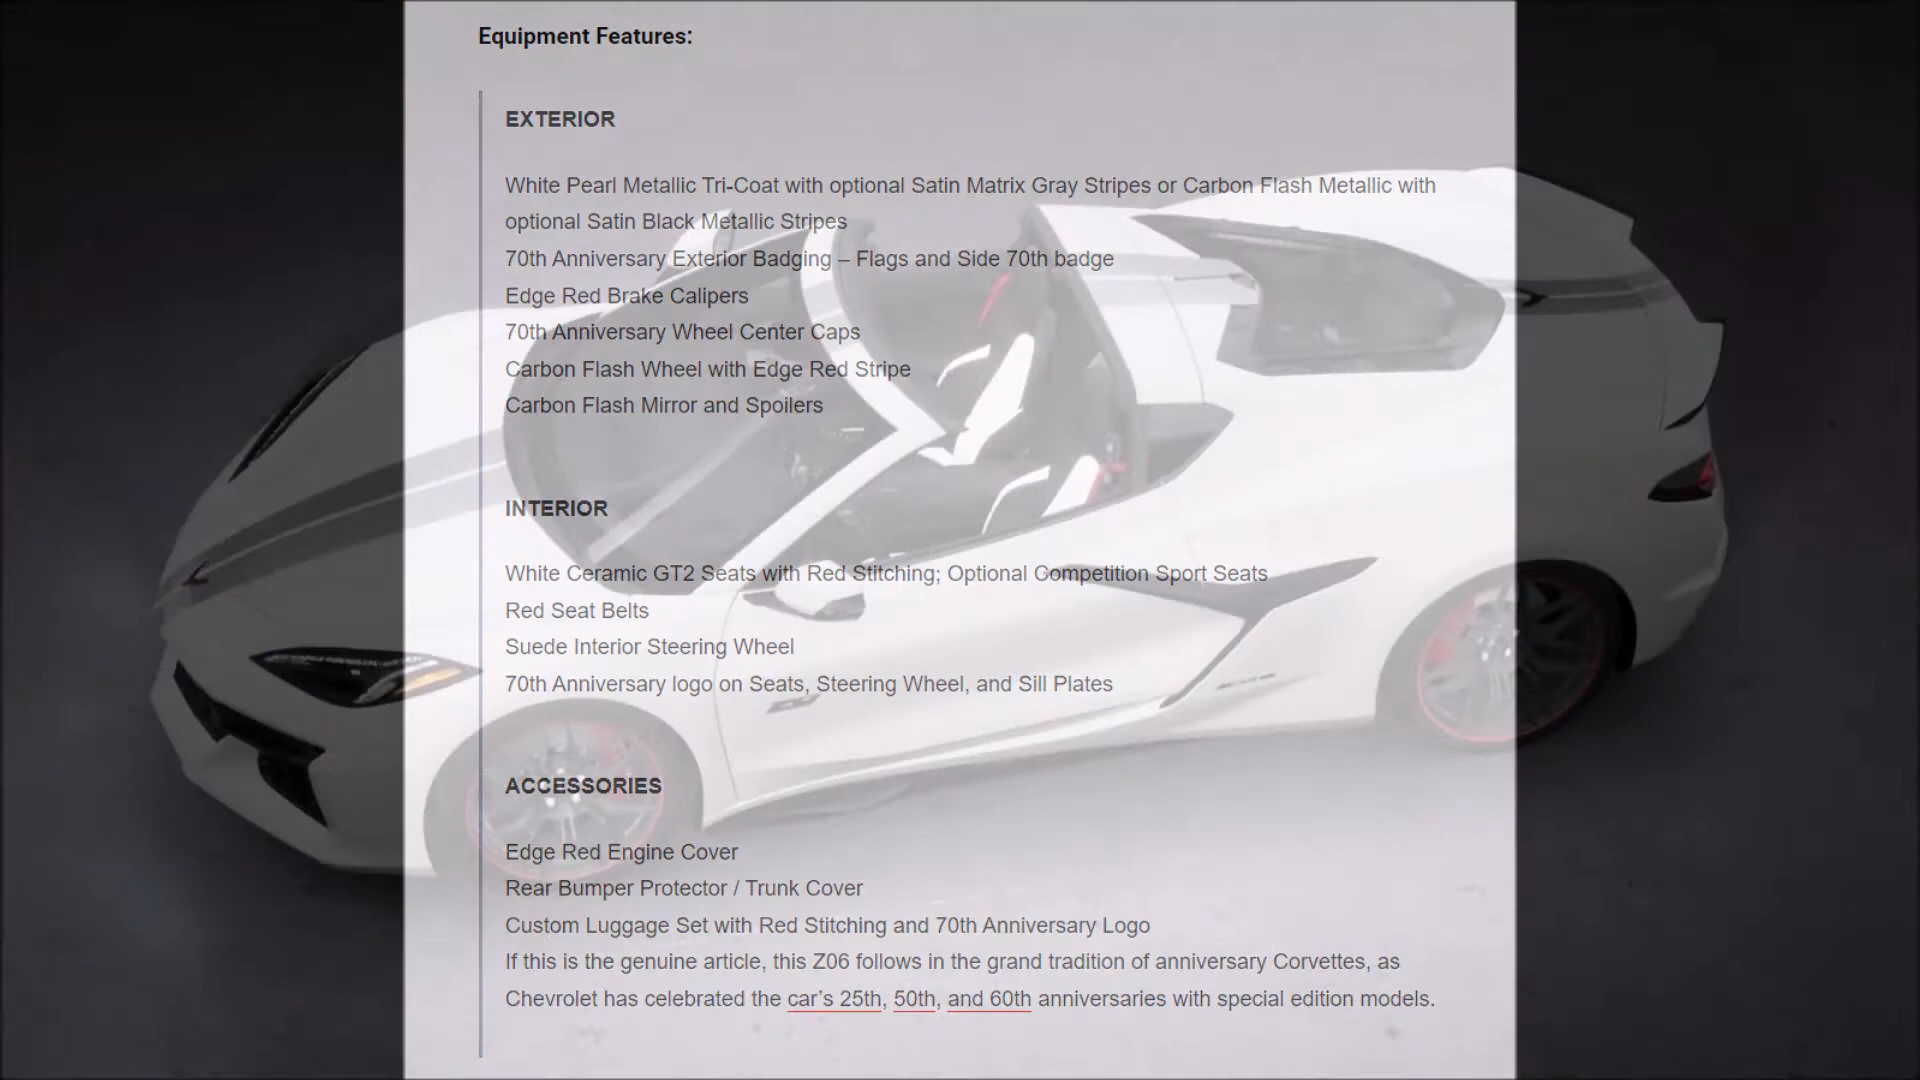 Equipment Features:
EXTERIOR
White Pearl Metallic Tri-Coat with optional Satin Matrix Gray Stripes or Carbon Flash Metallic with
optional Satin Black Metallic Stripes
70th Anniversary Exterior Badging – Flags and Side 70th badge
Edge Red Brake Calipers
70th Anniversary Wheel Center Caps
Carbon Flash Wheel with Edge Red Stripe
Carbon Flash Mirror and Spoilers
INTERIOR
White Ceramic GT2 Seats with Red Stitching; Optional Competition Sport Seats
Red Seat Belts
Suede Interior Steering Wheel
70th Anniversary logo on Seats, Steering Wheel, and Sill Plates
ACCESSORIES
Edge Red Engine Cover
Rear Bumper Protector / Trunk Cover
Custom Luggage Set with Red Stitching and 70th Anniversary Logo
If this is the genuine article, this Z06 follows in the grand tradition of anniversary Corvettes, as
Chevrolet has celebrated the car’s 25th, 50th, and 60th anniversaries with special edition models.